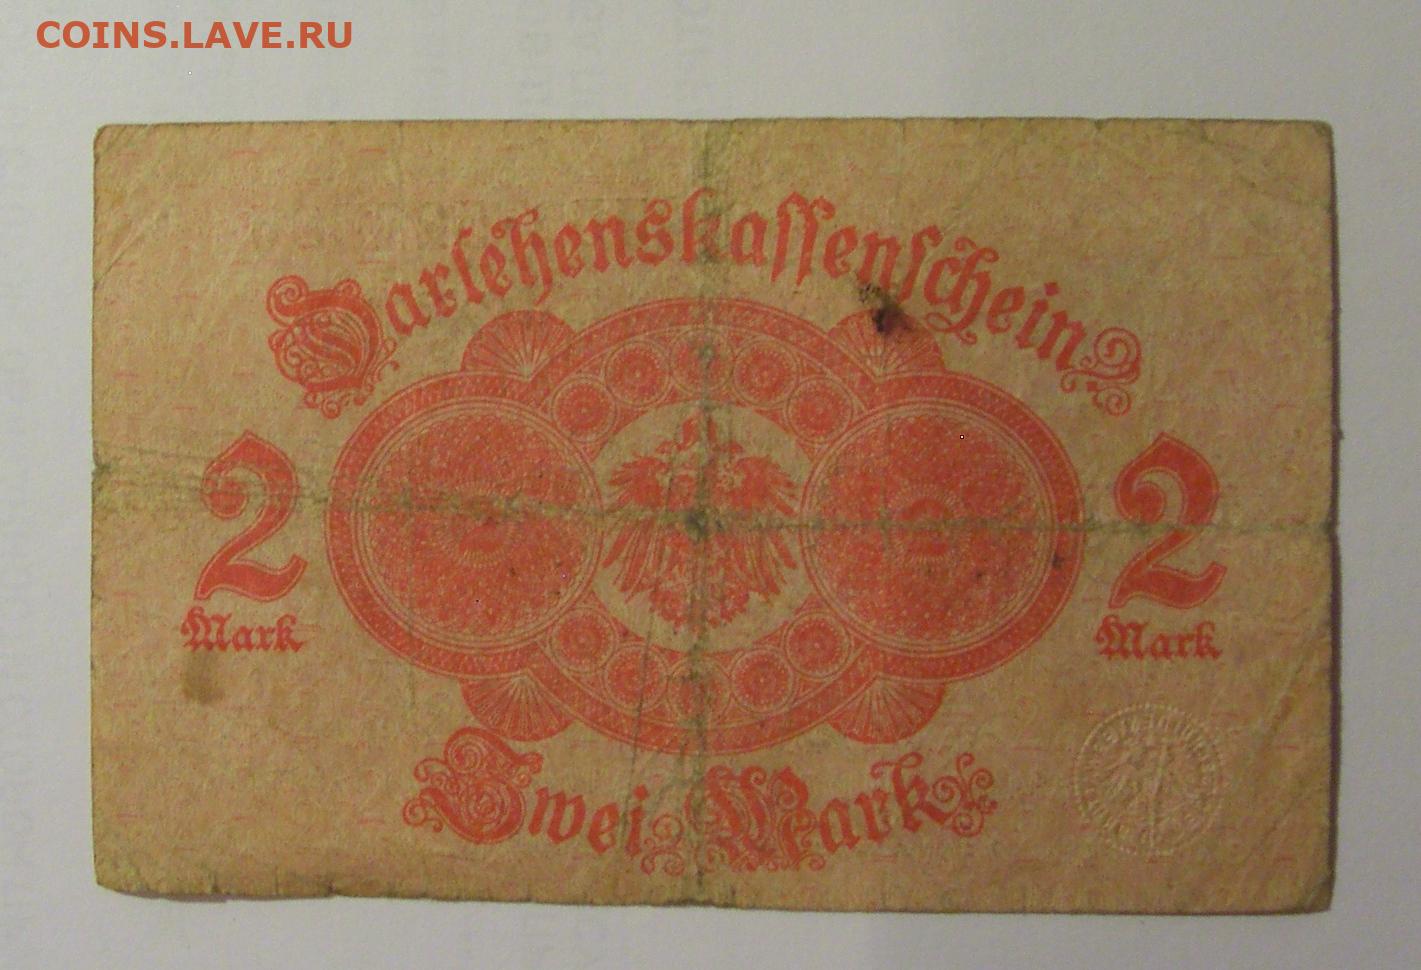 COINS.LAVE.RU
Darlehenskassenschein
2 2
Mark Mark
Zwei Mark